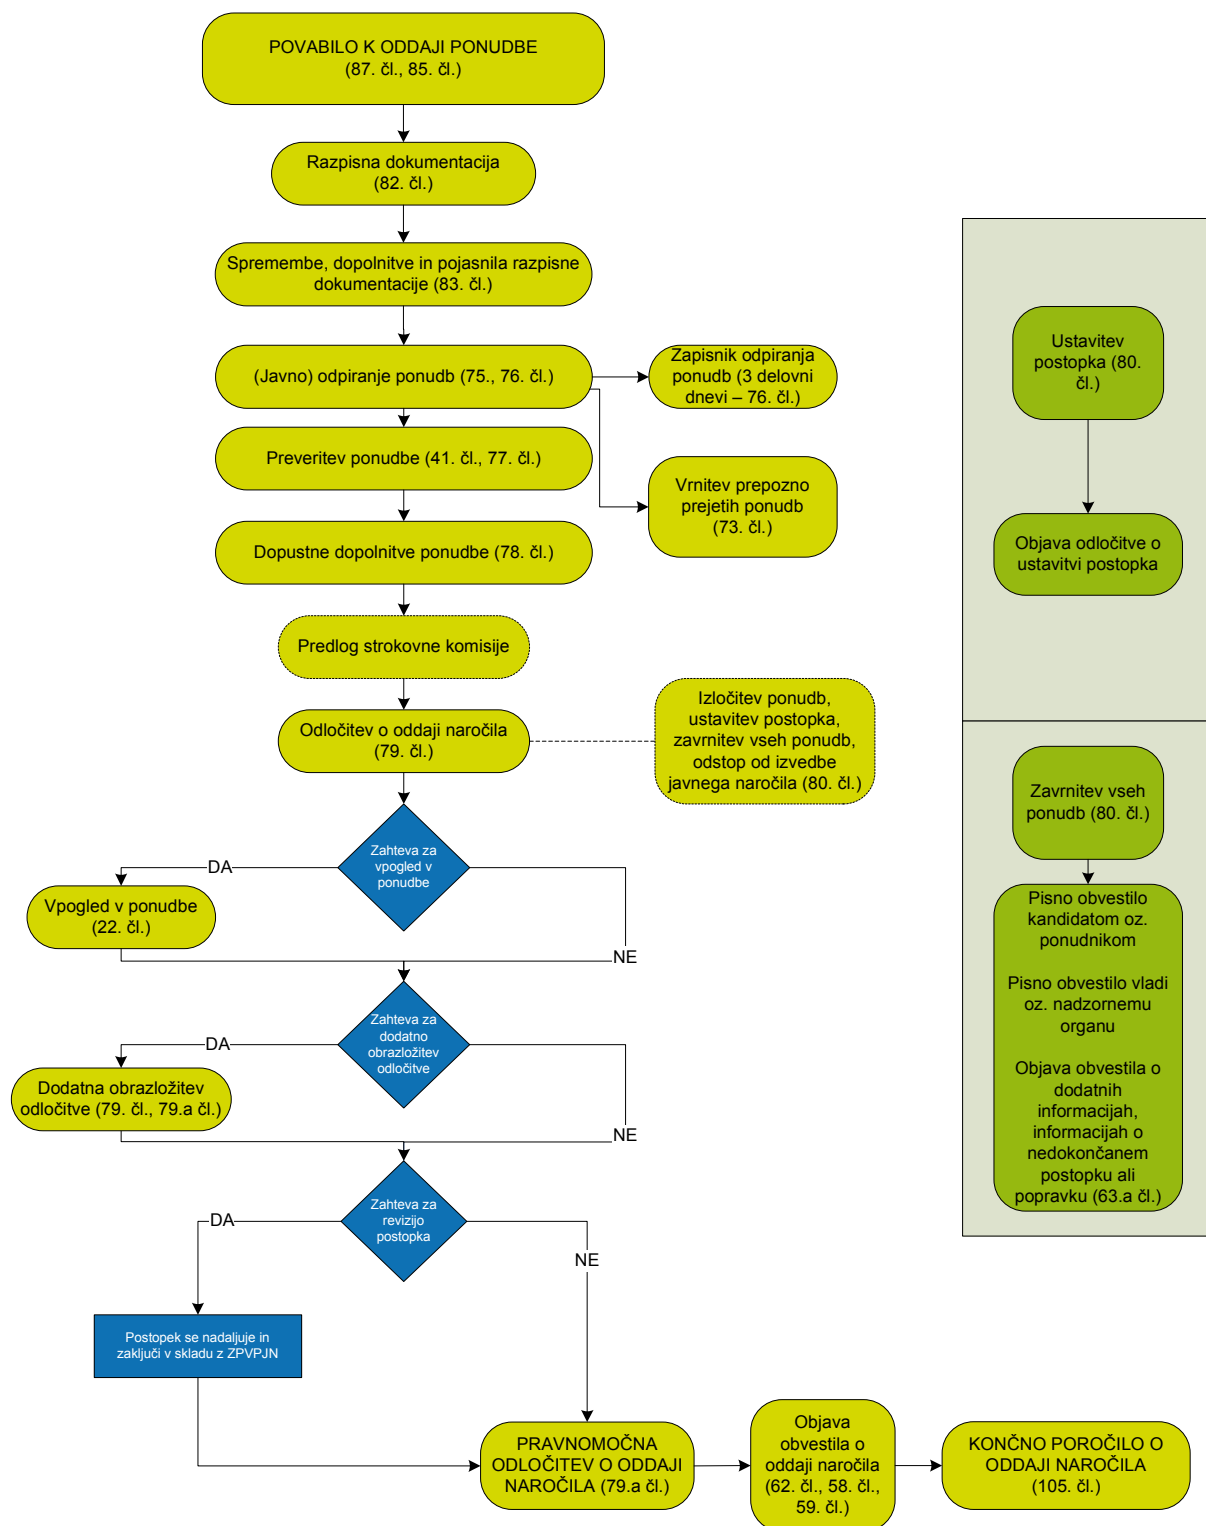 POVABILO K ODDAJI PONUDBE
(87. čl., 85. čl.)
Razpisna dokumentacija
(82. čl.)
Spremembe, dopolnitve in pojasnila razpisne
dokumentacije (83. čl.)
(Javno) odpiranje ponudb (75., 76. čl.)
Zapisnik odpiranja
ponudb (3 delovni
dnevi – 76. čl.)
Preveritev ponudbe (41. čl., 77. čl.)
Vrnitev prepozno
prejetih ponudb
(73. čl.)
Dopustne dopolnitve ponudbe (78. čl.)
Predlog strokovne komisije
Odločitev o oddaji naročila
(79. čl.)
Izločitev ponudb,
ustavitev postopka,
zavrnitev vseh ponudb,
odstop od izvedbe
javnega naročila (80. čl.)
Zahteva za
vpogled v
ponudbe
DA
Vpogled v ponudbe
(22. čl.)
NE
Zahteva za
dodatno
obrazložitev
odločitve
DA
Dodatna obrazložitev
odločitve (79. čl., 79.a čl.)
NE
Zahteva za
revizijo
postopka
DA
NE
Postopek se nadaljuje in
zaključi v skladu z ZPVPJN
PRAVNOMOČNA
ODLOČITEV O ODDAJI
NAROČILA (79.a čl.)
Objava
obvestila o
oddaji naročila
(62. čl., 58. čl.,
59. čl.)
KONČNO POROČILO O
ODDAJI NAROČILA
(105. čl.)
Ustavitev
postopka (80.
čl.)
Objava odločitve o
ustavitvi postopka
Zavrnitev vseh
ponudb (80. čl.)
Pisno obvestilo
kandidatom oz.
ponudnikom
Pisno obvestilo vladi
oz. nadzornemu
organu
Objava obvestila o
dodatnih
informacijah,
informacijah o
nedokončanem
postopku ali
popravku (63.a čl.)